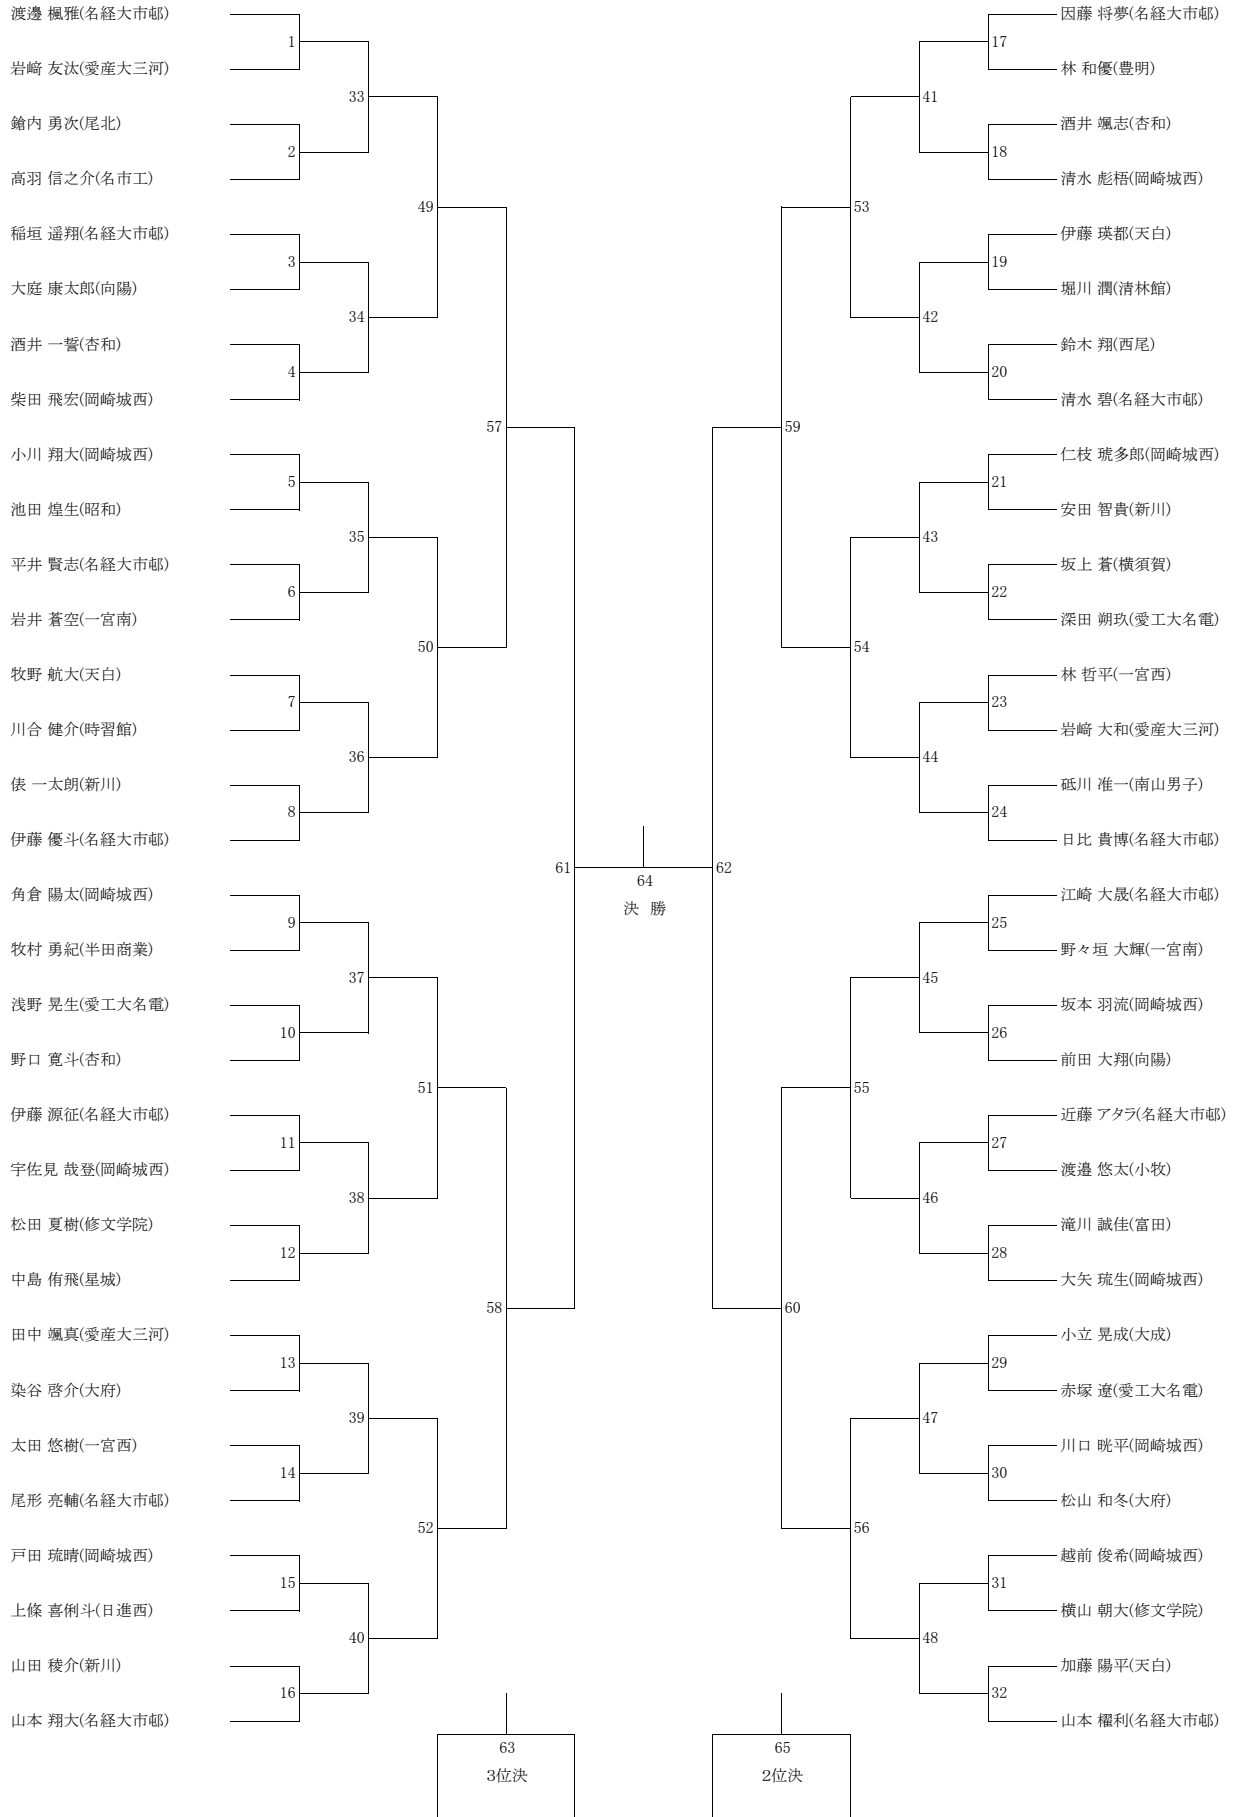 渡邊 楓雅(名経大市邨)
1
岩﨑 友汰(愛産大三河)
33
鎗内 勇次(尾北)
2
高羽 信之介(名市工)
49
稲垣 遥翔(名経大市邨)
3
大庭 康太郎(向陽)
34
酒井 一誓(杏和)
4
柴田 飛宏(岡崎城西)
57
小川 翔大(岡崎城西)
5
池田 煌生(昭和)
35
平井 賢志(名経大市邨)
6
岩井 蒼空(一宮南)
50
牧野 航大(天白)
7
川合 健介(時習館)
36
俵 一太朗(新川)
8
伊藤 優斗(名経大市邨)
61
角倉 陽太(岡崎城西)
9
牧村 勇紀(半田商業)
37
浅野 晃生(愛工大名電)
10
野口 寛斗(杏和)
51
伊藤 源征(名経大市邨)
11
宇佐見 哉登(岡崎城西)
38
松田 夏樹(修文学院)
12
中島 侑飛(星城)
58
田中 颯真(愛産大三河)
13
染谷 啓介(大府)
39
太田 悠樹(一宮西)
14
尾形 亮輔(名経大市邨)
52
戸田 琉晴(岡崎城西)
15
上條 喜俐斗(日進西)
40
山田 稜介(新川)
16
山本 翔大(名経大市邨)
64
決 勝
63
3位決
因藤 将夢(名経大市邨)
17
林 和優(豊明)
41
酒井 颯志(杏和)
18
清水 彪梧(岡崎城西)
53
伊藤 瑛都(天白)
19
堀川 潤(清林館)
42
鈴木 翔(西尾)
20
清水 碧(名経大市邨)
59
仁枝 琥多郎(岡崎城西)
21
安田 智貴(新川)
43
坂上 蒼(横須賀)
22
深田 朔玖(愛工大名電)
54
林 哲平(一宮西)
23
岩﨑 大和(愛産大三河)
44
砥川 准一(南山男子)
24
日比 貴博(名経大市邨)
62
江崎 大晟(名経大市邨)
25
野々垣 大輝(一宮南)
45
坂本 羽流(岡崎城西)
26
前田 大翔(向陽)
55
近藤 アタラ(名経大市邨)
27
渡邉 悠太(小牧)
46
滝川 誠佳(富田)
28
大矢 琉生(岡崎城西)
60
小立 晃成(大成)
29
赤塚 遼(愛工大名電)
47
川口 晄平(岡崎城西)
30
松山 和冬(大府)
56
越前 俊希(岡崎城西)
31
横山 朝大(修文学院)
48
加藤 陽平(天白)
32
山本 櫂利(名経大市邨)
65
2位決